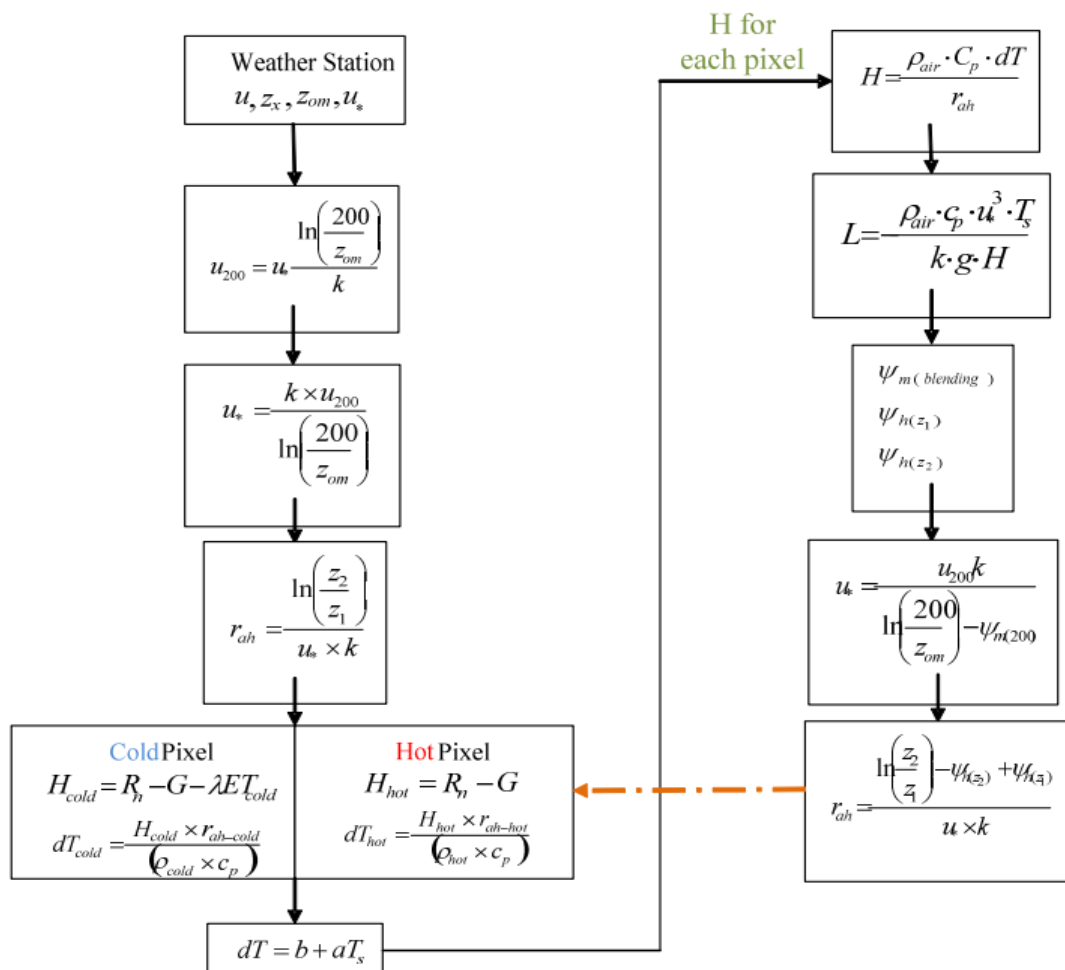 Weather Station
u, z_x, z_om, u_*
u_200 = u_* ln(200/z_om)/k
u_* = k × u_200 / ln(200/z_om)
r_ah = ln(z_2/z_1) / (u_* × k)
Cold Pixel
H_cold = R_n − G − λET_cold
dT_cold = H_cold × r_ah−cold / (ρ_cold × c_p)
Hot Pixel
H_hot = R_n − G
dT_hot = H_hot × r_ah−hot / (ρ_hot × c_p)
dT = b + aT_s
H for
each pixel
H = ρ_air · C_p · dT / r_ah
L = − ρ_air · c_p · u_*^3 · T_s / (k · g · H)
ψ_m( blending )
ψ_h(z_1)
ψ_h(z_2)
u_* = u_200 k / (ln(200/z_om) − ψ_m(200))
r_ah = (ln(z_2/z_1) − ψ_h(z_2) + ψ_h(z_1)) / (u_* × k)